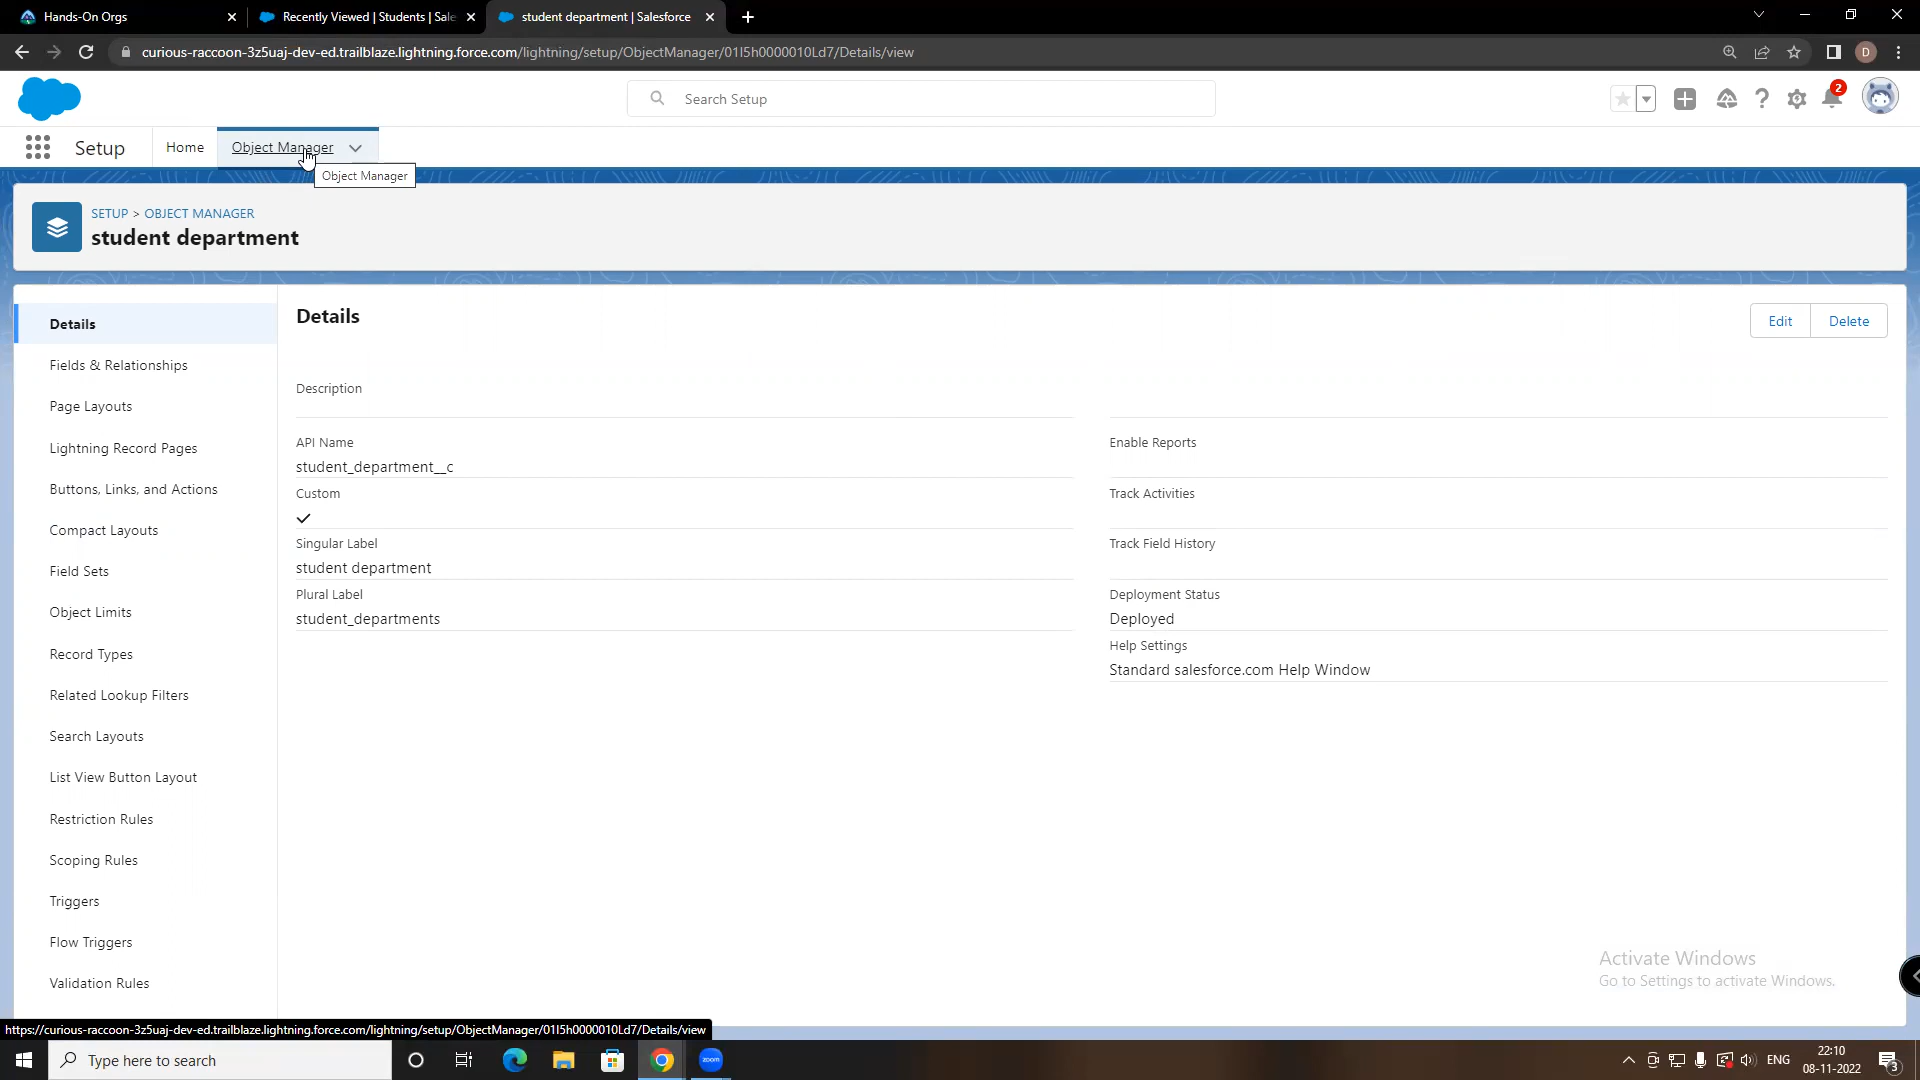 Hands-On Orgs
Recently Viewed | Students | Sale
student department | Salesforce
curious-raccoon-3z5uaj-dev-ed.trailblaze.lightning.force.com/lightning/setup/ObjectManager/01I5h0000010Ld7/Details/view
D
Search Setup
2
Setup
Home
Object Manager
Object Manager
SETUP > OBJECT MANAGER
student department
Details
Fields & Relationships
Page Layouts
Lightning Record Pages
Buttons, Links, and Actions
Compact Layouts
Field Sets
Object Limits
Record Types
Related Lookup Filters
Search Layouts
List View Button Layout
Restriction Rules
Scoping Rules
Triggers
Flow Triggers
Validation Rules
Details
Edit
Delete
Description
API Name
student_department__c
Custom
Singular Label
student department
Plural Label
student_departments
Enable Reports
Track Activities
Track Field History
Deployment Status
Deployed
Help Settings
Standard salesforce.com Help Window
Activate Windows
Go to Settings to activate Windows.
https://curious-raccoon-3z5uaj-dev-ed.trailblaze.lightning.force.com/lightning/setup/ObjectManager/01I5h0000010Ld7/Details/view
Type here to search
zoom
ENG
22:10
08-11-2022
3